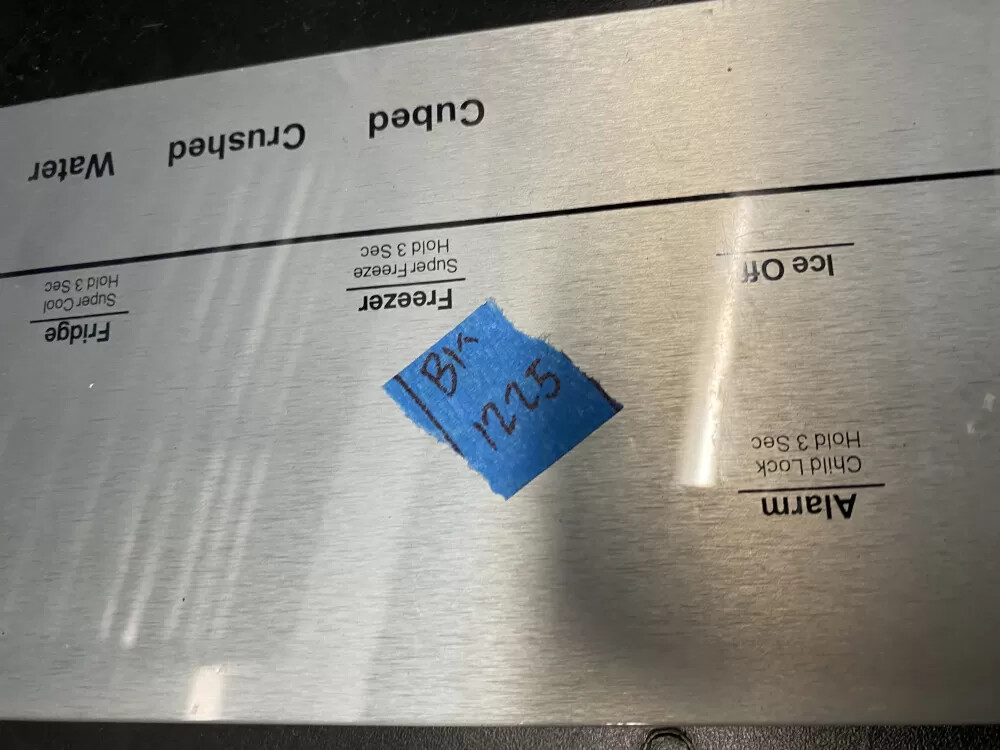 Alarm
Child Lock
Hold 3 Sec
Ice Off
Freezer
Super Freeze
Hold 3 Sec
Fridge
Super Cool
Hold 3 Sec
Cubed
Crushed
Water
1225